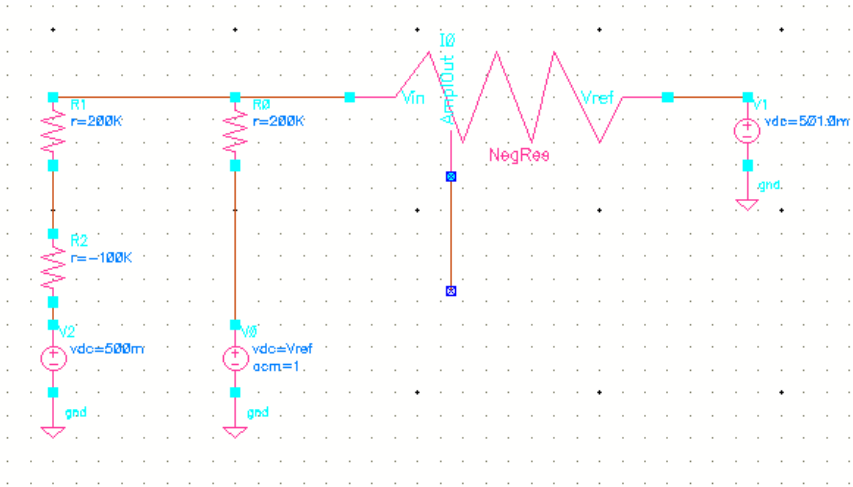 I0
R1
r=200K
R0
r=200K
Vin
AmplOut
Vref
V1
vdc=501.0m
NegRes
gnd
R2
r=-100K
V2
vdc=500m
V0
vdc=Vref
acm=1
gnd
gnd